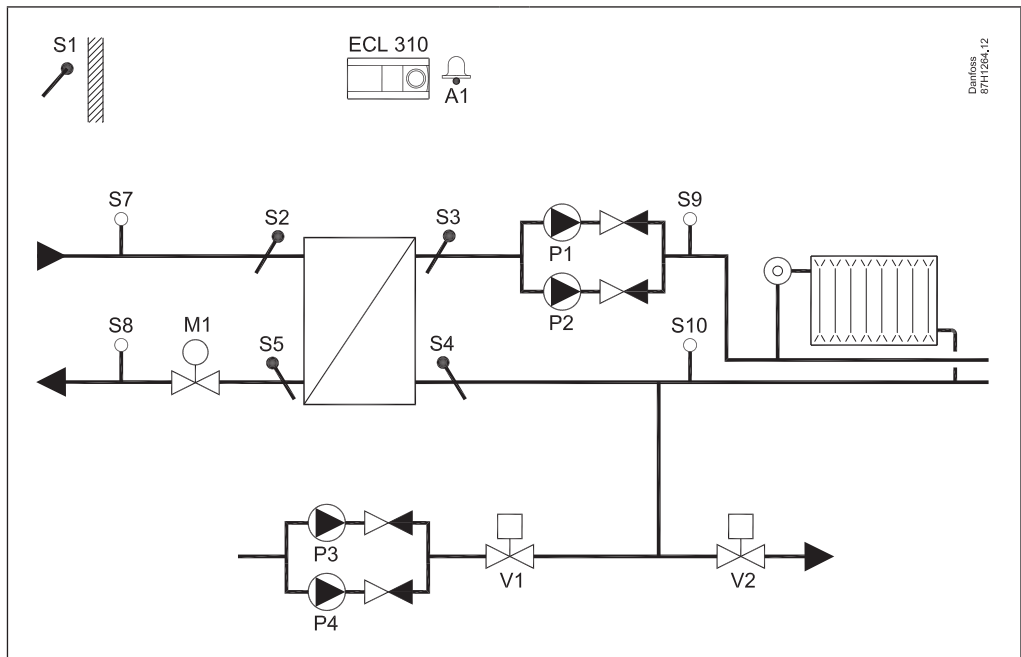 S1
ECL 310
A1
Danfoss
87H1264.12
S7
S2
S3
P1
P2
S9
S8
M1
S5
S4
S10
P3
P4
V1
V2